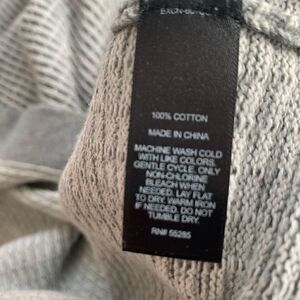 100% COTTON
MADE IN CHINA
MACHINE WASH COLD
WITH LIKE COLORS.
GENTLE CYCLE. ONLY
NON-CHLORINE
BLEACH WHEN
NEEDED. LAY FLAT
TO DRY. WARM IRON
IF NEEDED. DO NOT
TUMBLE DRY.
RN# 55285